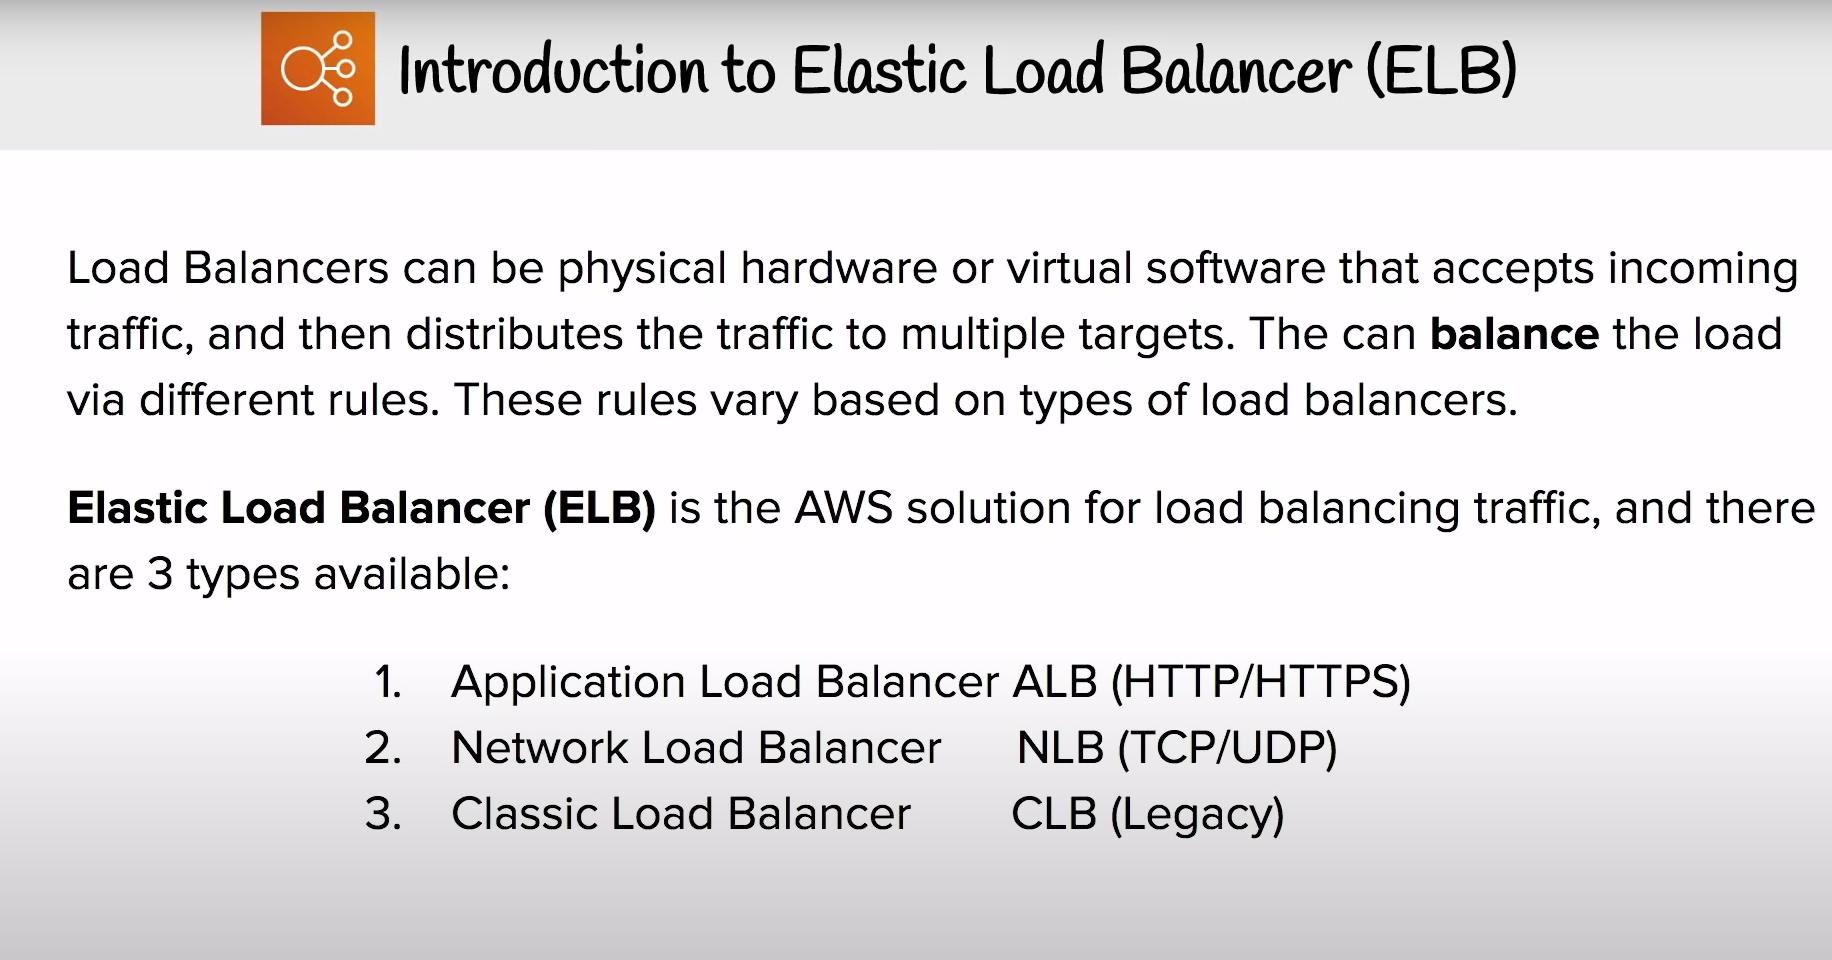 Introduction to Elastic Load Balancer (ELB)
Load Balancers can be physical hardware or virtual software that accepts incoming
traffic, and then distributes the traffic to multiple targets. The can balance the load
via different rules. These rules vary based on types of load balancers.
Elastic Load Balancer (ELB) is the AWS solution for load balancing traffic, and there
are 3 types available:
1. Application Load Balancer ALB (HTTP/HTTPS)
2. Network Load Balancer NLB (TCP/UDP)
3. Classic Load Balancer CLB (Legacy)